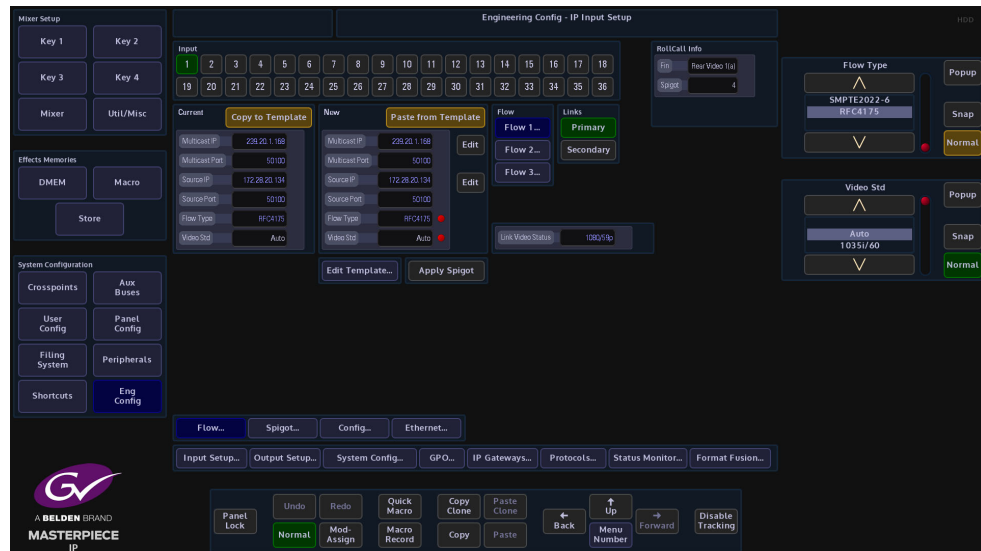 Mixer Setup
Key 1
Key 2
Key 3
Key 4
Mixer
Util/Misc
Effects Memories
DMEM
Macro
Store
System Configuration
Crosspoints
Aux
Buses
User
Config
Panel
Config
Filing
System
Peripherals
Shortcuts
Eng
Config
Engineering Config - IP Input Setup
HDD
Input
1 2 3 4 5 6 7 8 9 10 11 12 13 14 15 16 17 18
19 20 21 22 23 24 25 26 27 28 29 30 31 32 33 34 35 36
RollCall Info
Fin Rear Video 1(a)
Spigot 4
Current
Copy to Template
Multicast IP 239.20.1.168
Multicast Port 50100
Source IP 172.28.20.134
Source Port 50100
Flow Type RFC4175
Video Std Auto
New
Paste from Template
Multicast IP 239.20.1.168
Edit
Multicast Port 50100
Source IP 172.28.20.134
Edit
Source Port 50100
Flow Type RFC4175
Video Std Auto
Flow
Flow 1...
Flow 2...
Flow 3...
Links
Primary
Secondary
Link Video Status 1080/59p
Edit Template...
Apply Spigot
Flow Type
SMPTE2022-6
RFC4175
Popup
Snap
Normal
Video Std
Auto
1035i/60
Popup
Snap
Normal
Flow...
Spigot...
Config...
Ethernet...
Input Setup...
Output Setup...
System Config...
GPO...
IP Gateways...
Protocols...
Status Monitor...
Format Fusion...
GV
A BELDEN BRAND
MASTERPIECE
IP
Panel
Lock
Undo
Redo
Normal
Mod-
Assign
Quick
Macro
Macro
Record
Copy
Clone
Paste
Clone
Copy
Paste
Back
Up
Menu
Number
Forward
Disable
Tracking